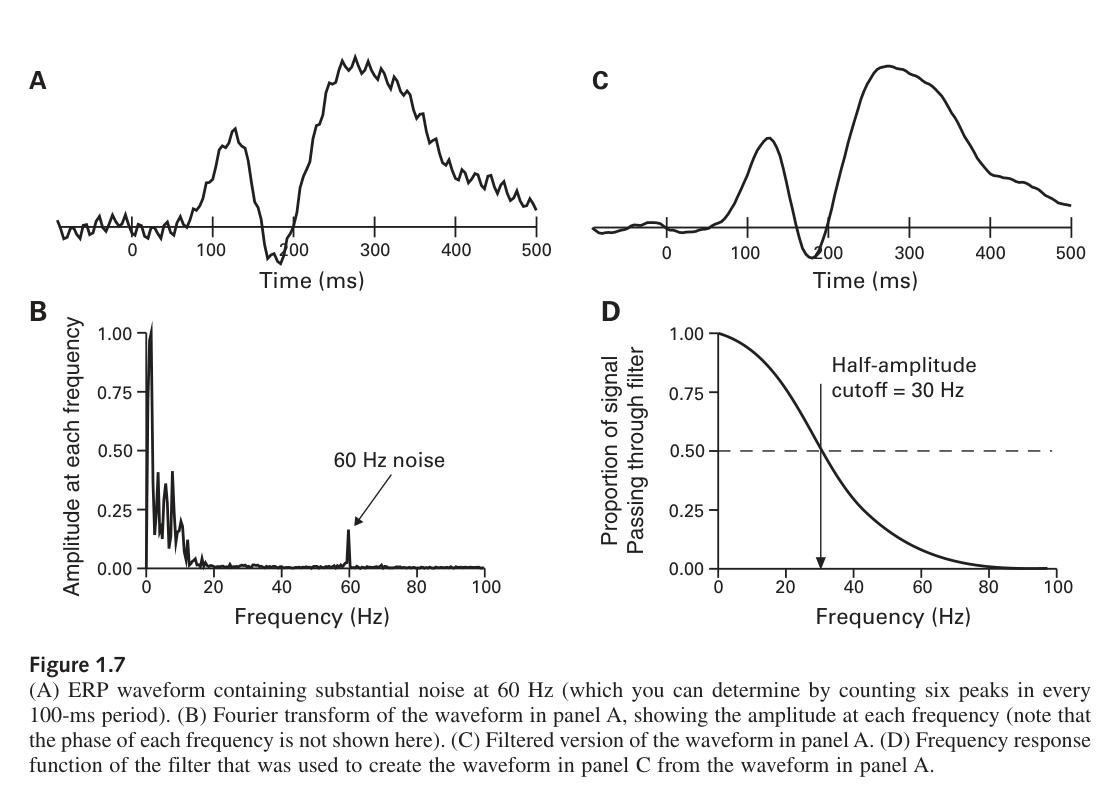 A
0
100
200
300
400
500
Time (ms)
C
0
100
200
300
400
500
Time (ms)
B
Amplitude at each frequency
1.00
0.75
0.50
0.25
0.00
60 Hz noise
0
20
40
60
80
100
Frequency (Hz)
D
Proportion of signal
Passing through filter
1.00
0.75
0.50
0.25
0.00
Half-amplitude
cutoff = 30 Hz
0
20
40
60
80
100
Frequency (Hz)
Figure 1.7
(A) ERP waveform containing substantial noise at 60 Hz (which you can determine by counting six peaks in every
100-ms period). (B) Fourier transform of the waveform in panel A, showing the amplitude at each frequency (note that
the phase of each frequency is not shown here). (C) Filtered version of the waveform in panel A. (D) Frequency response
function of the filter that was used to create the waveform in panel C from the waveform in panel A.